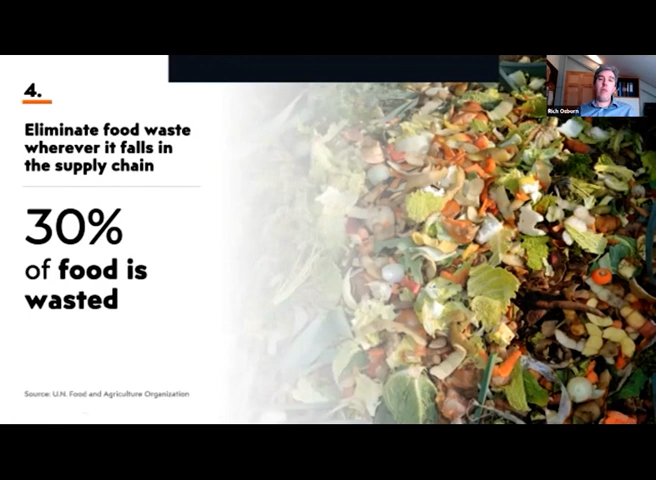 4.
Eliminate food waste
wherever it falls in
the supply chain
30%
of food is
wasted
Source: U.N. Food and Agriculture Organization
Rich Osborn